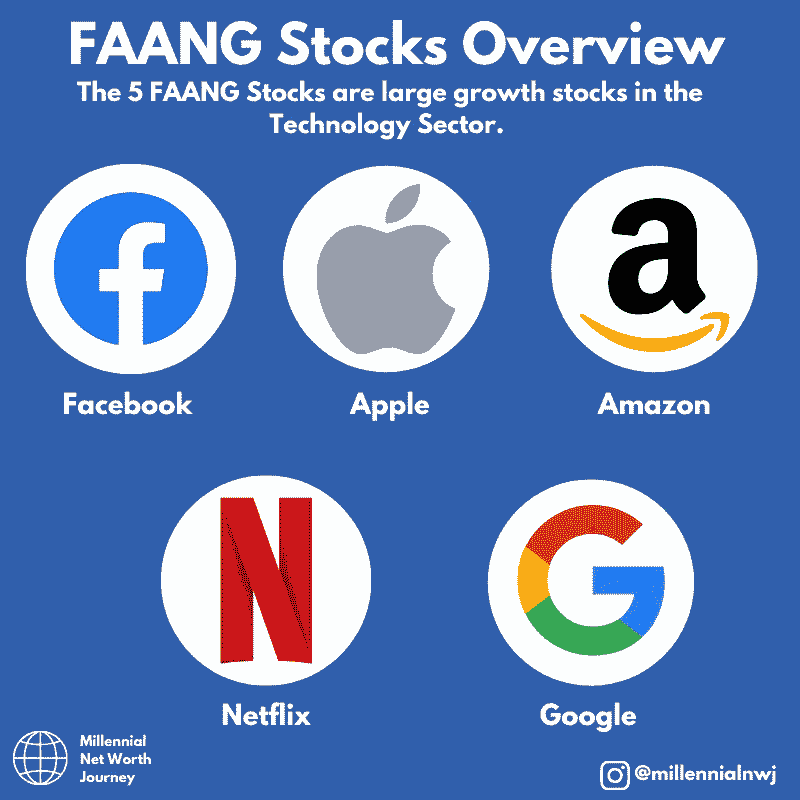 FAANG Stocks Overview
The 5 FAANG Stocks are large growth stocks in the
Technology Sector.
Facebook
Apple
Amazon
Netflix
Google
Millennial
Net Worth
Journey
@millennialnwj